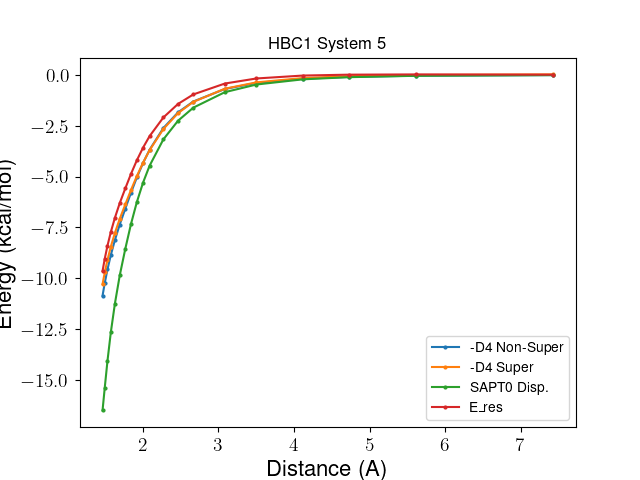 HBC1 System 5
Energy (kcal/mol)
0.0
−2.5
−5.0
−7.5
−10.0
−12.5
−15.0
2 3 4 5 6 7
Distance (A)
-D4 Non-Super
-D4 Super
SAPT0 Disp.
E_res